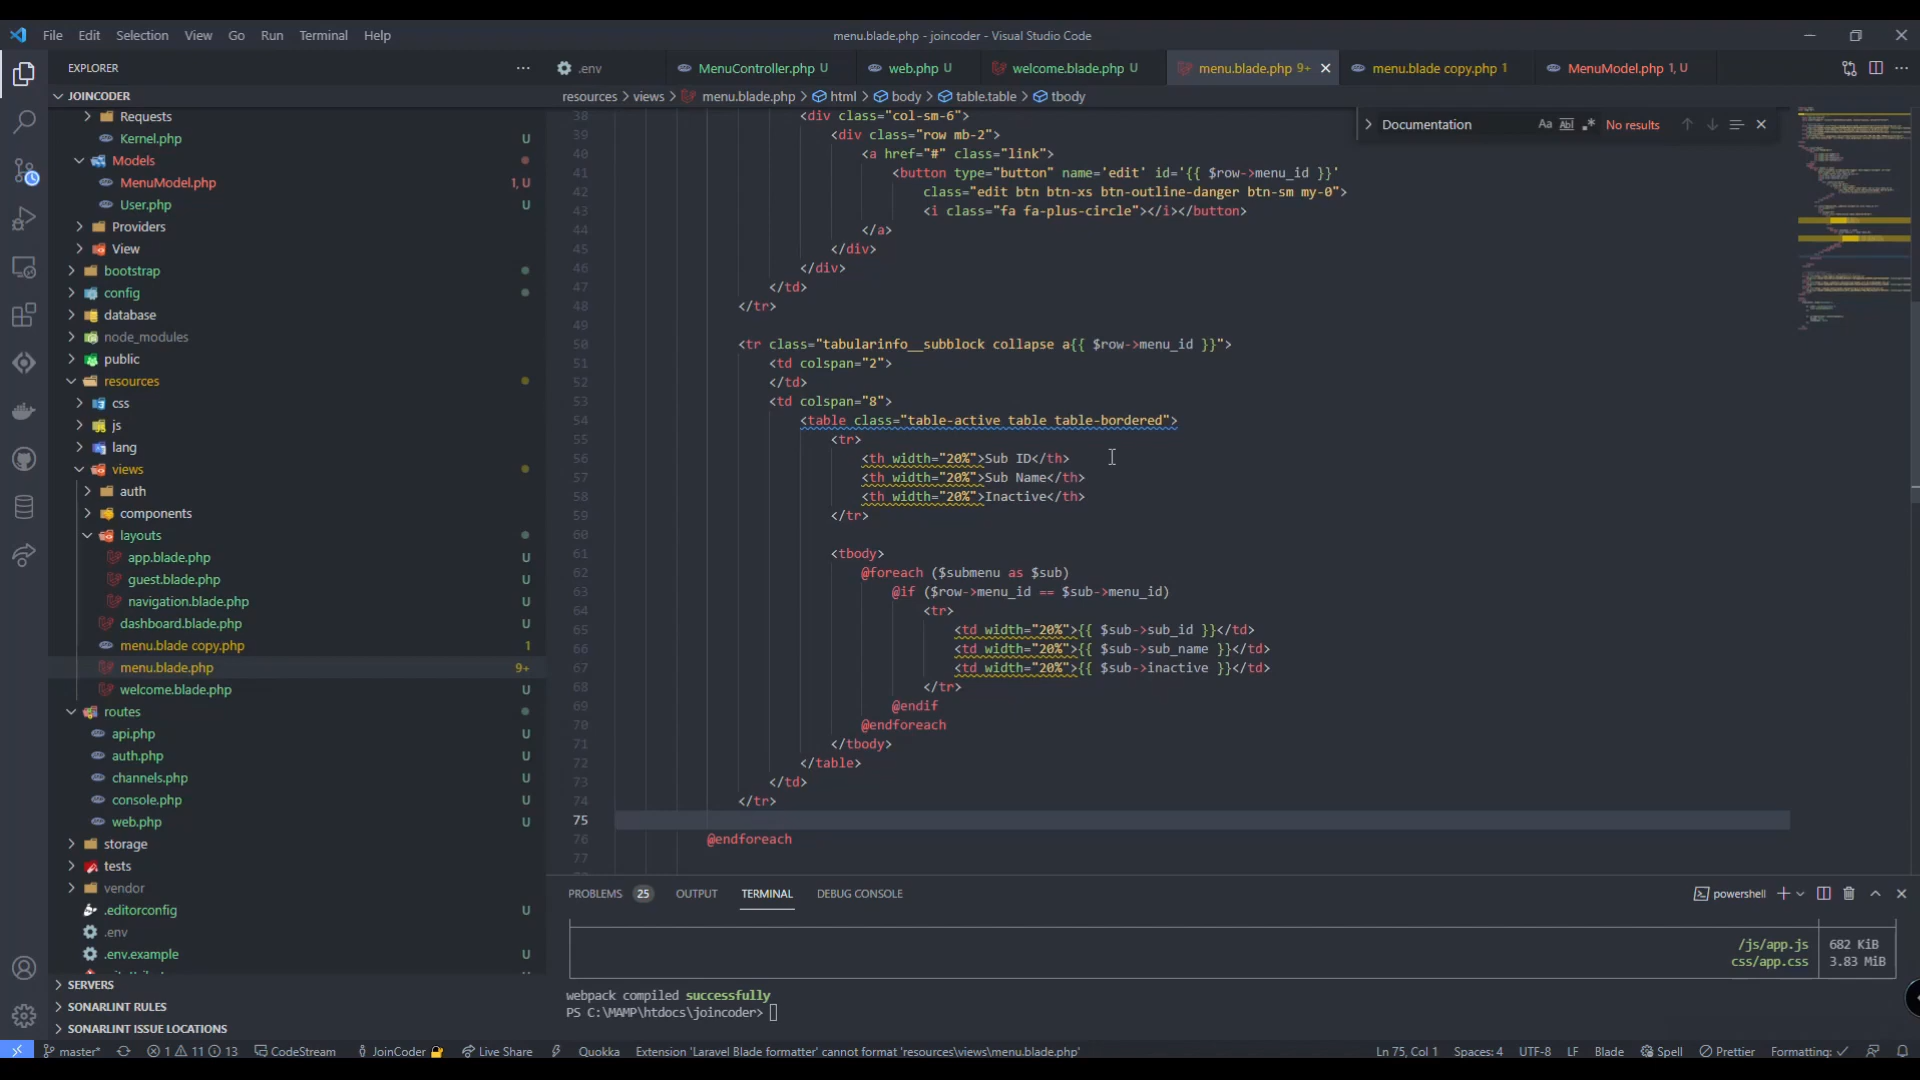 File Edit Selection View Go Run Terminal Help
menu.blade.php - joincoder - Visual Studio Code
EXPLORER
.env
MenuController.php U
web.php U
welcome.blade.php U
menu.blade.php 9+
menu.blade copy.php 1
MenuModel.php 1, U
JOINCODER
resources > views > menu.blade.php > html > body > table.table > tbody
Documentation
Aa
No results
Requests
Kernel.php U
Models
MenuModel.php 1, U
User.php U
Providers
View
bootstrap
config
database
node_modules
public
resources
css
js
lang
views
auth
components
layouts
app.blade.php U
guest.blade.php U
navigation.blade.php U
dashboard.blade.php U
menu.blade copy.php 1
menu.blade.php 9+
welcome.blade.php U
routes
api.php U
auth.php U
channels.php U
console.php U
web.php U
storage
tests
vendor
.editorconfig U
.env
.env.example U
SERVERS
SONARLINT RULES
SONARLINT ISSUE LOCATIONS
38 <div class="col-sm-6">
39 <div class="row mb-2">
40 <a href="#" class="link">
41 <button type="button" name='edit' id='{{ $row->menu_id }}'
42 class="edit btn btn-xs btn-outline-danger btn-sm my-0">
43 <i class="fa fa-plus-circle"></i></button>
44 </a>
45 </div>
46 </div>
47 </td>
48 </tr>
49
50 <tr class="tabularinfo__subblock collapse a{{ $row->menu_id }}">
51 <td colspan="2">
52 </td>
53 <td colspan="8">
54 <table class="table-active table table-bordered">
55 <tr>
56 <th width="20%">Sub ID</th>
57 <th width="20%">Sub Name</th>
58 <th width="20%">Inactive</th>
59 </tr>
60
61 <tbody>
62 @foreach ($submenu as $sub)
63 @if ($row->menu_id == $sub->menu_id)
64 <tr>
65 <td width="20%">{{ $sub->sub_id }}</td>
66 <td width="20%">{{ $sub->sub_name }}</td>
67 <td width="20%">{{ $sub->inactive }}</td>
68 </tr>
69 @endif
70 @endforeach
71 </tbody>
72 </table>
73 </td>
74 </tr>
75
76 @endforeach
77
PROBLEMS 25 OUTPUT TERMINAL DEBUG CONSOLE
powershell
/js/app.js 682 KiB
css/app.css 3.83 MiB
webpack compiled successfully
PS C:\MAMP\htdocs\joincoder>
master* 1 11 13 CodeStream JoinCoder Live Share Quokka Extension 'Laravel Blade formatter' cannot format 'resources\views\menu.blade.php' Ln 75, Col 1 Spaces: 4 UTF-8 LF Blade Spell Prettier Formatting: ✓